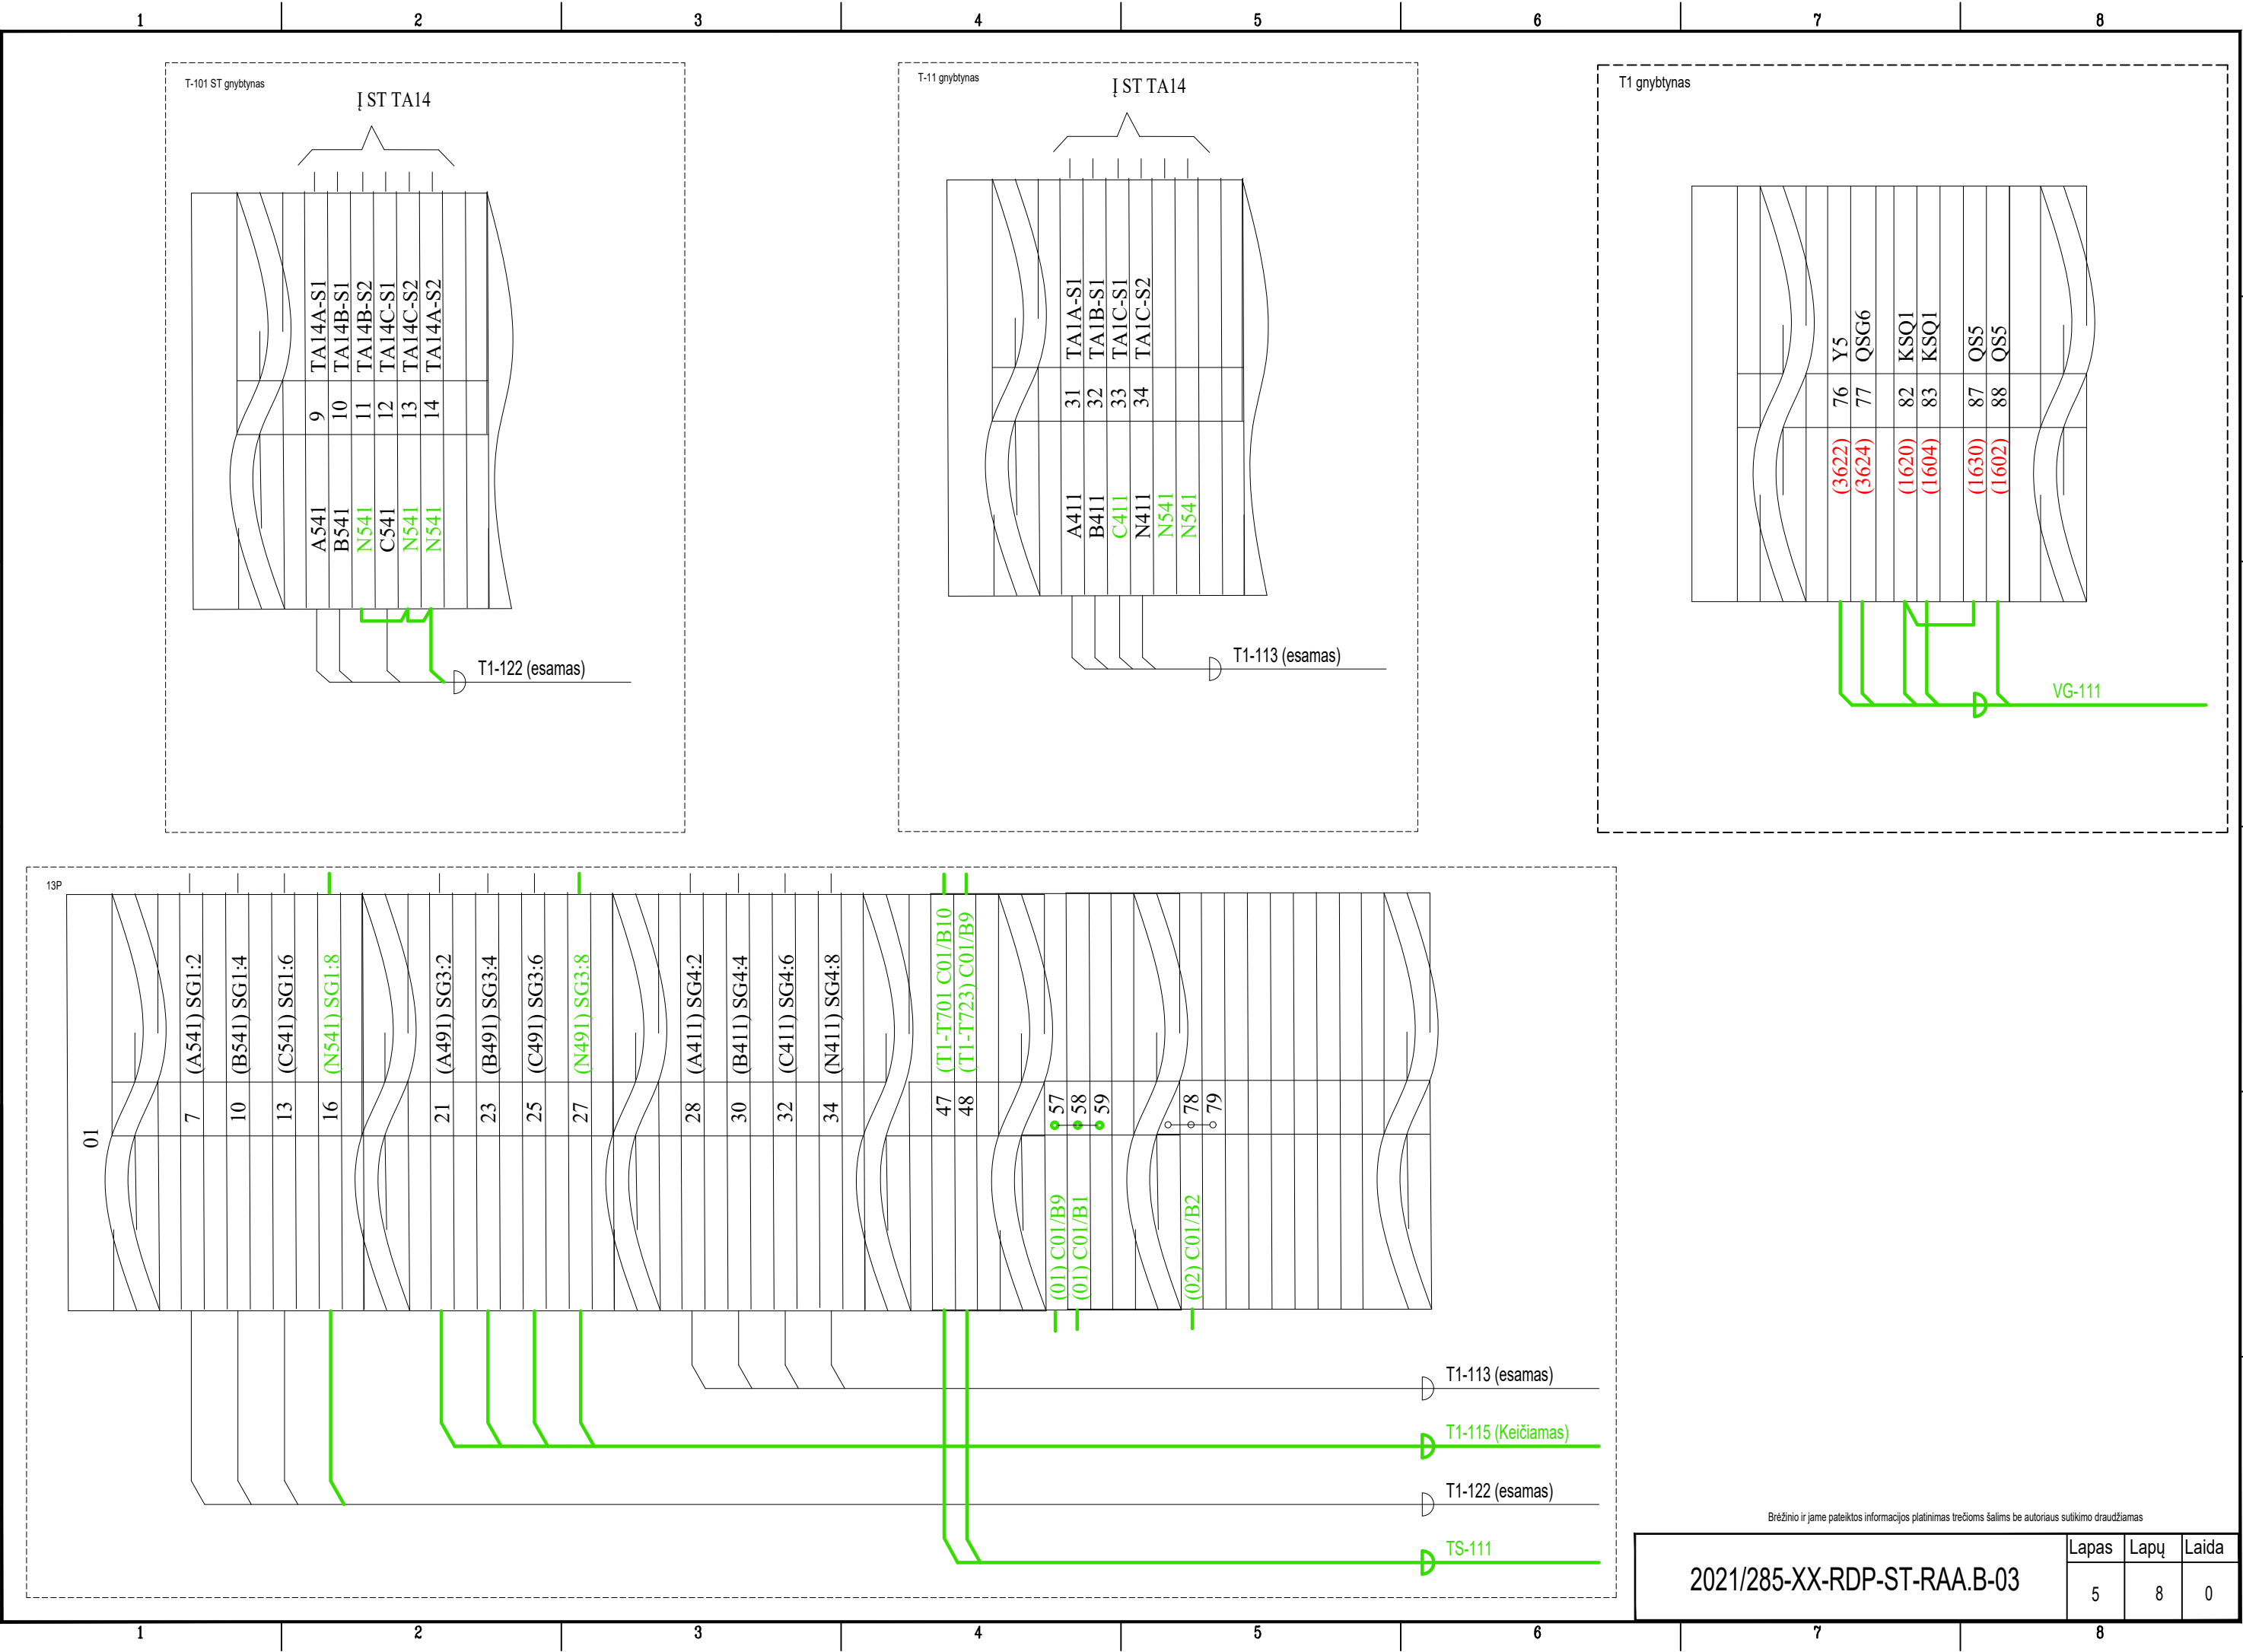 1 2 3 4 5 6 7 8
T-101 ST gnybtynas
Į ST TA14
TA14A-S1
TA14B-S1
TA14B-S2
TA14C-S1
TA14C-S2
TA14A-S2
9
10
11
12
13
14
A541
B541
N541
C541
N541
N541
T1-122 (esamas)
T-11 gnybtynas
Į ST TA14
TA1A-S1
TA1B-S1
TA1C-S1
TA1C-S2
31
32
33
34
A411
B411
C411
N411
N541
N541
T1-113 (esamas)
T1 gnybtynas
Y5
QSG6
KSQ1
KSQ1
QS5
QS5
76
77
82
83
87
88
(3622)
(3624)
(1620)
(1604)
(1630)
(1602)
VG-111
13P
01
(A541) SG1:2
(B541) SG1:4
(C541) SG1:6
(N541) SG1:8
(A491) SG3:2
(B491) SG3:4
(C491) SG3:6
(N491) SG3:8
(A411) SG4:2
(B411) SG4:4
(C411) SG4:6
(N411) SG4:8
(T1-T701 C01/B10
(T1-T723) C01/B9
7
10
13
16
21
23
25
27
28
30
32
34
47
48
57
58
59
78
79
(01) C01/B9
(01) C01/B1
(02) C01/B2
T1-113 (esamas)
T1-115 (Keičiamas)
T1-122 (esamas)
TS-111
Brėžinio ir jame pateiktos informacijos platinimas trečioms šalims be autoriaus sutikimo draudžiamas
2021/285-XX-RDP-ST-RAA.B-03
Lapas Lapų Laida
5 8 0
1 2 3 4 5 6 7 8